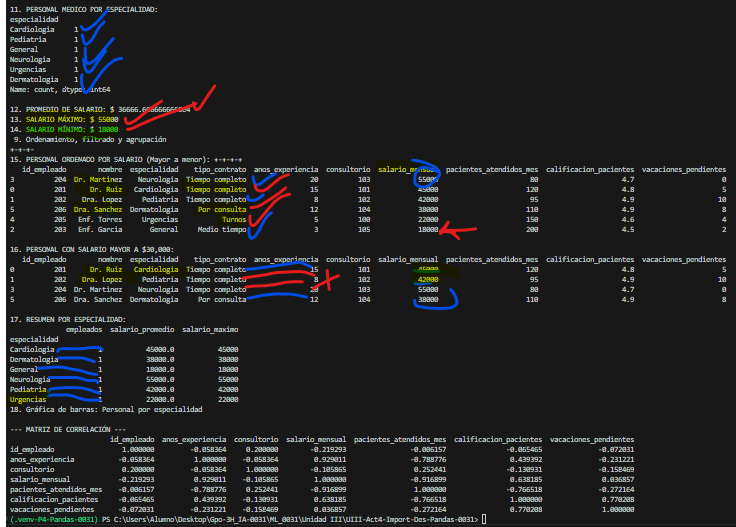 11. PERSONAL MEDICO POR ESPECIALIDAD:
especialidad
Cardiologia 1
Pediatria 1
General 1
Neurologia 1
Urgencias 1
Dermatologia 1
Name: count, dtype: int64
12. PROMEDIO DE SALARIO: $ 36666.666666666664
13. SALARIO MÁXIMO: $ 55000
14. SALARIO MÍNIMO: $ 18000
9. Ordenamiento, filtrado y agrupación
+-+-+-
15. PERSONAL ORDENADO POR SALARIO (Mayor a menor): +-+-+-+
id_empleado nombre especialidad tipo_contrato anos_experiencia consultorio salario_mensual pacientes_atendidos_mes calificacion_pacientes vacaciones_pendientes
3 204 Dr. Martinez Neurologia Tiempo completo 20 103 55000 80 4.7 0
0 201 Dr. Ruiz Cardiologia Tiempo completo 15 101 45000 120 4.8 5
1 202 Dra. Lopez Pediatria Tiempo completo 8 102 42000 95 4.9 10
5 206 Dra. Sanchez Dermatologia Por consulta 12 104 38000 110 4.9 8
4 205 Enf. Torres Urgencias Turnos 5 100 22000 150 4.6 4
2 203 Enf. Garcia General Medio tiempo 3 105 18000 200 4.5 2
16. PERSONAL CON SALARIO MAYOR A $30,000:
id_empleado nombre especialidad tipo_contrato anos_experiencia consultorio salario_mensual pacientes_atendidos_mes calificacion_pacientes vacaciones_pendientes
0 201 Dr. Ruiz Cardiologia Tiempo completo 15 101 45000 120 4.8 5
1 202 Dra. Lopez Pediatria Tiempo completo 8 102 42000 95 4.9 10
3 204 Dr. Martinez Neurologia Tiempo completo 20 103 55000 80 4.7 0
5 206 Dra. Sanchez Dermatologia Por consulta 12 104 38000 110 4.9 8
17. RESUMEN POR ESPECIALIDAD:
empleados salario_promedio salario_maximo
especialidad
Cardiologia 1 45000.0 45000
Dermatologia 1 38000.0 38000
General 1 18000.0 18000
Neurologia 1 55000.0 55000
Pediatria 1 42000.0 42000
Urgencias 1 22000.0 22000
18. Gráfica de barras: Personal por especialidad
--- MATRIZ DE CORRELACIÓN ---
id_empleado anos_experiencia consultorio salario_mensual pacientes_atendidos_mes calificacion_pacientes vacaciones_pendientes
id_empleado 1.000000 -0.058364 0.200000 -0.219293 -0.006157 -0.065465 -0.072031
anos_experiencia -0.058364 1.000000 -0.058364 0.929011 -0.788776 0.439392 -0.231221
consultorio 0.200000 -0.058364 1.000000 -0.105865 0.252441 -0.130931 -0.158469
salario_mensual -0.219293 0.929011 -0.105865 1.000000 -0.916899 0.638185 0.036857
pacientes_atendidos_mes -0.006157 -0.788776 0.252441 -0.916899 1.000000 -0.766518 -0.272164
calificacion_pacientes -0.065465 0.439392 -0.130931 0.638185 -0.766518 1.000000 0.770208
vacaciones_pendientes -0.072031 -0.231221 -0.158469 0.036857 -0.272164 0.770208 1.000000
(.venv-P4-Pandas-0031) PS C:\Users\Alumno\Desktop\Gpo-3H_IA-0031\ML_0031\Unidad III\UIII-Act4-Import-Des-Pandas-0031>